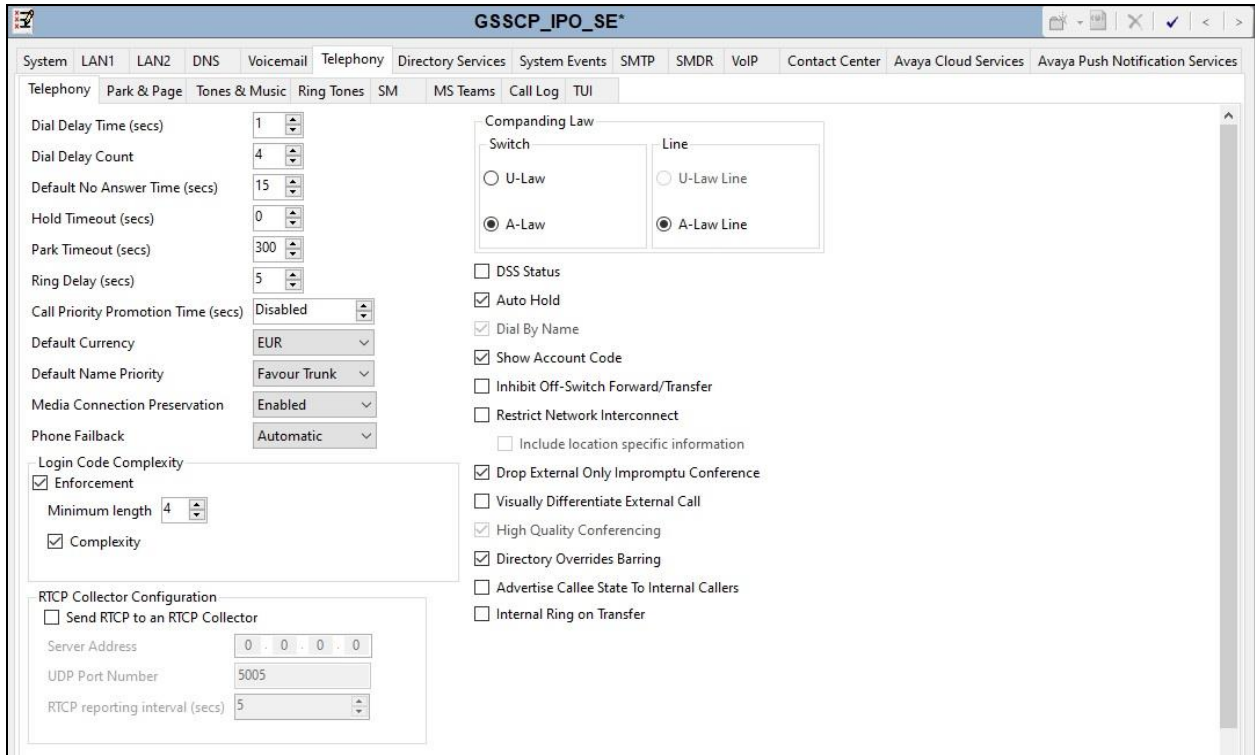 GSSCP_IPO_SE*
System LAN1 LAN2 DNS Voicemail Telephony Directory Services System Events SMTP SMDR VoIP Contact Center Avaya Cloud Services Avaya Push Notification Services
Telephony Park & Page Tones & Music Ring Tones SM MS Teams Call Log TUI
Dial Delay Time (secs) 1
Dial Delay Count 4
Default No Answer Time (secs) 15
Hold Timeout (secs) 0
Park Timeout (secs) 300
Ring Delay (secs) 5
Call Priority Promotion Time (secs) Disabled
Default Currency EUR
Default Name Priority Favour Trunk
Media Connection Preservation Enabled
Phone Failback Automatic
Login Code Complexity
Enforcement
Minimum length 4
Complexity
RTCP Collector Configuration
Send RTCP to an RTCP Collector
Server Address 0 . 0 . 0 . 0
UDP Port Number 5005
RTCP reporting interval (secs) 5
Companding Law
Switch Line
U-Law U-Law Line
A-Law A-Law Line
DSS Status
Auto Hold
Dial By Name
Show Account Code
Inhibit Off-Switch Forward/Transfer
Restrict Network Interconnect
Include location specific information
Drop External Only Impromptu Conference
Visually Differentiate External Call
High Quality Conferencing
Directory Overrides Barring
Advertise Callee State To Internal Callers
Internal Ring on Transfer